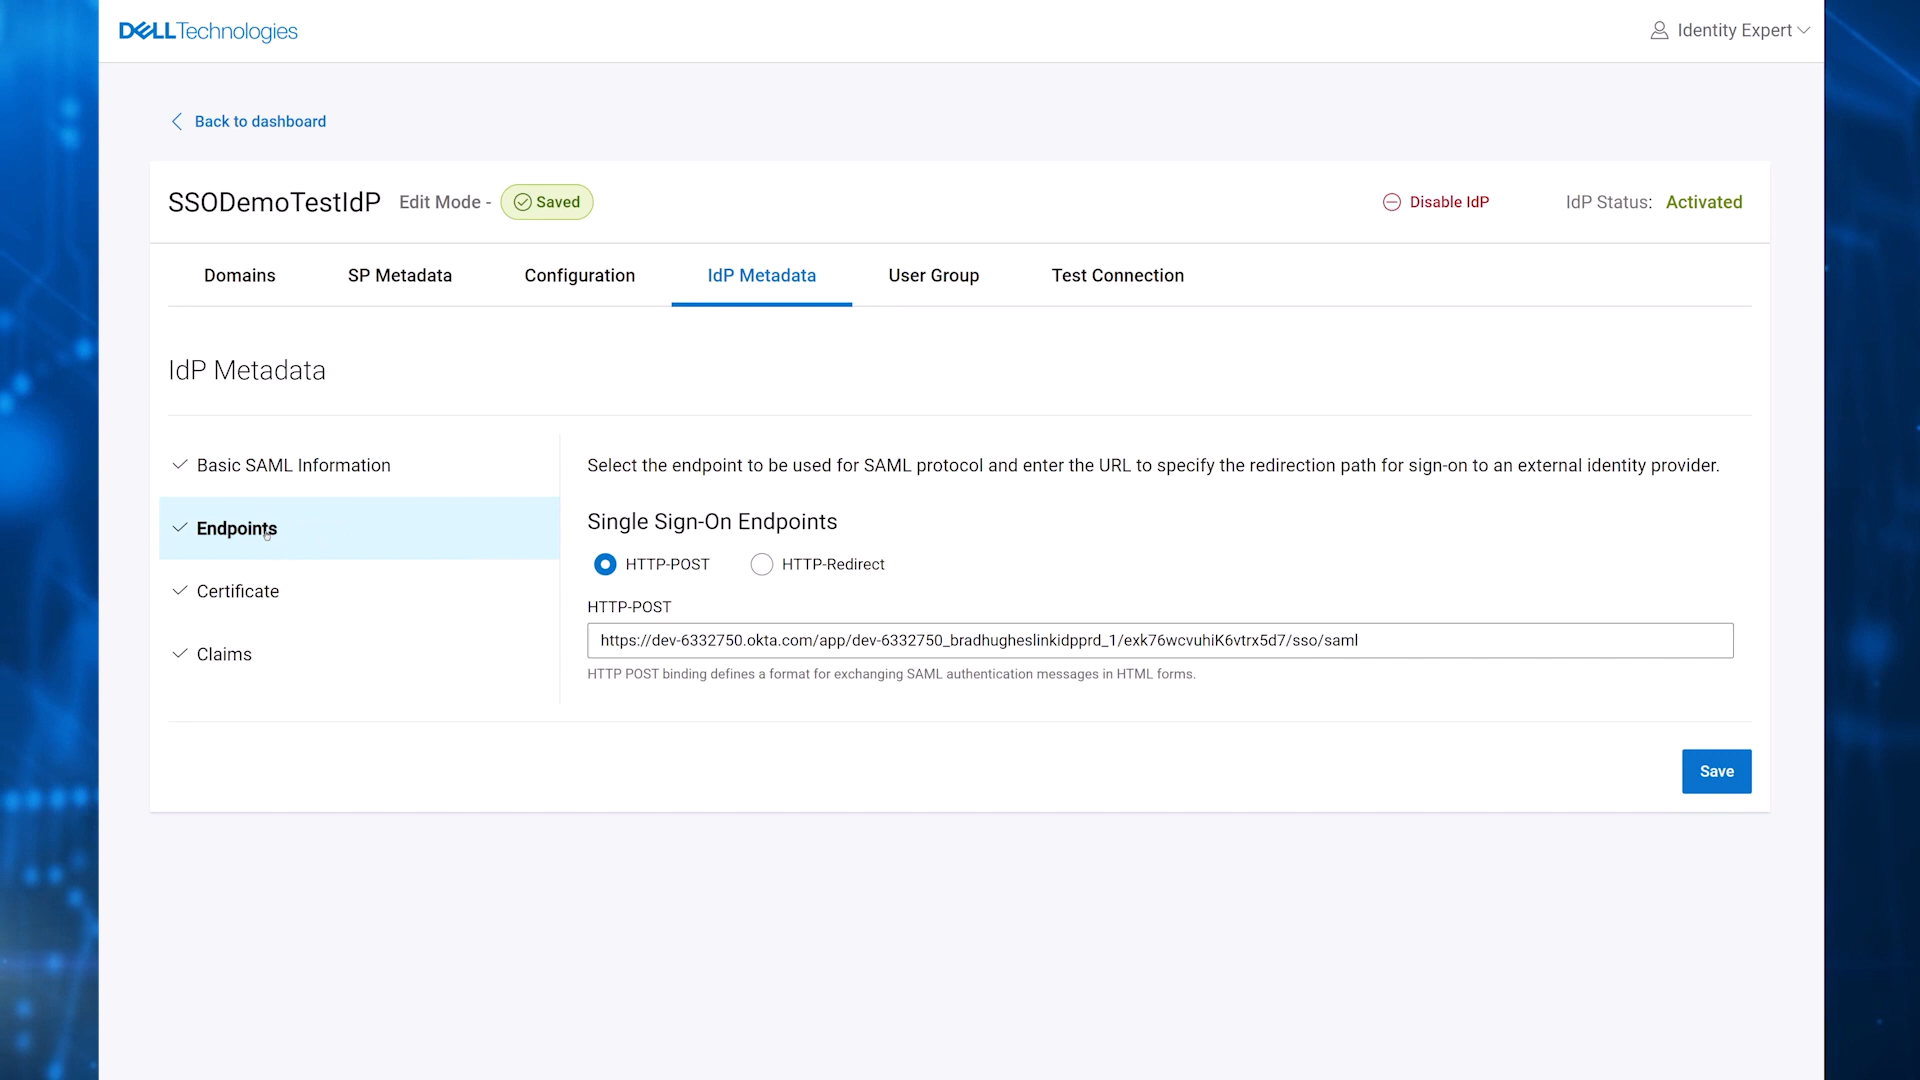 DELLTechnologies
Identity Expert
Back to dashboard
SSODemoTestIdP Edit Mode - Saved
Disable IdP
IdP Status: Activated
Domains SP Metadata Configuration IdP Metadata User Group Test Connection
IdP Metadata
Basic SAML Information
Endpoints
Certificate
Claims
Select the endpoint to be used for SAML protocol and enter the URL to specify the redirection path for sign-on to an external identity provider.
Single Sign-On Endpoints
HTTP-POST HTTP-Redirect
HTTP-POST
https://dev-6332750.okta.com/app/dev-6332750_bradhugheslinkidpprd_1/exk76wcvuhiK6vtrx5d7/sso/saml
HTTP POST binding defines a format for exchanging SAML authentication messages in HTML forms.
Save